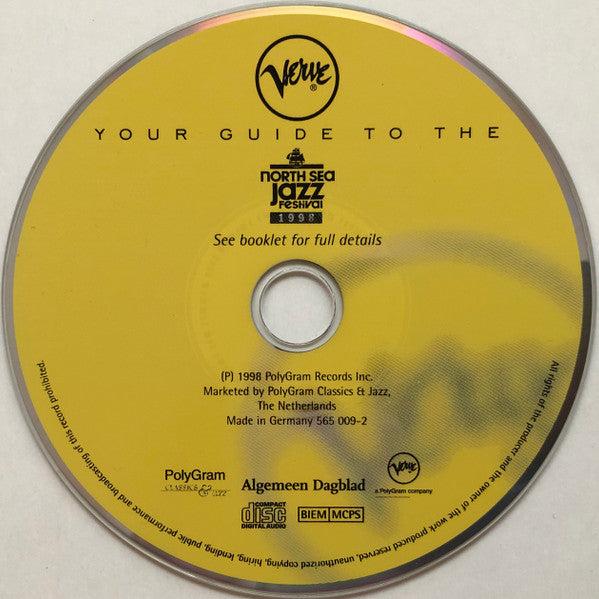 Verve®
YOUR GUIDE TO THE
NORTH SEA
Jazz
FESTIVAL
1998
See booklet for full details
(P) 1998 PolyGram Records Inc.
Marketed by PolyGram Classics & Jazz,
The Netherlands
Made in Germany 565 009-2
PolyGram
CLASSICS & JAZZ
Algemeen Dagblad
Verve
a PolyGram company
COMPACT
disc
DIGITAL AUDIO
BIEM MCPS
All rights of the producer and the owner of the work produced reserved, unauthorized copying, hiring, lending, public performance and broadcasting of this record prohibited.